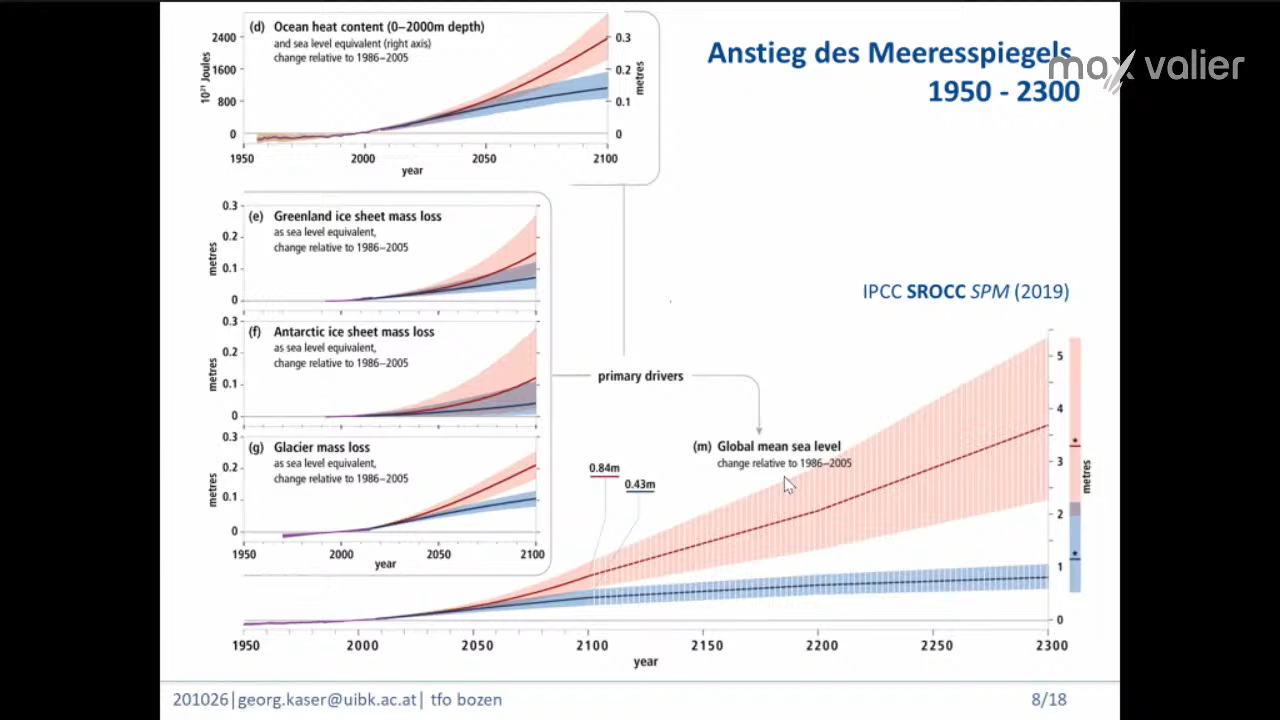 Anstieg des Meeresspiegels
1950 - 2300
max valier
(d) Ocean heat content (0–2000m depth)
and sea level equivalent (right axis)
change relative to 1986–2005
10²¹ Joules
2400
1600
800
0
0.3
0.2
0.1
0
metres
1950 2000 2050 2100
year
(e) Greenland ice sheet mass loss
as sea level equivalent,
change relative to 1986–2005
metres
0.3
0.2
0.1
0
(f) Antarctic ice sheet mass loss
as sea level equivalent,
change relative to 1986–2005
metres
0.3
0.2
0.1
0
(g) Glacier mass loss
as sea level equivalent,
change relative to 1986–2005
metres
0.3
0.2
0.1
0
1950 2000 2050 2100
year
IPCC SROCC SPM (2019)
primary drivers
(m) Global mean sea level
change relative to 1986–2005
0.84m
0.43m
5
4
3
2
1
0
metres
*
*
1950 2000 2050 2100 2150 2200 2250 2300
year
201026|georg.kaser@uibk.ac.at| tfo bozen
8/18